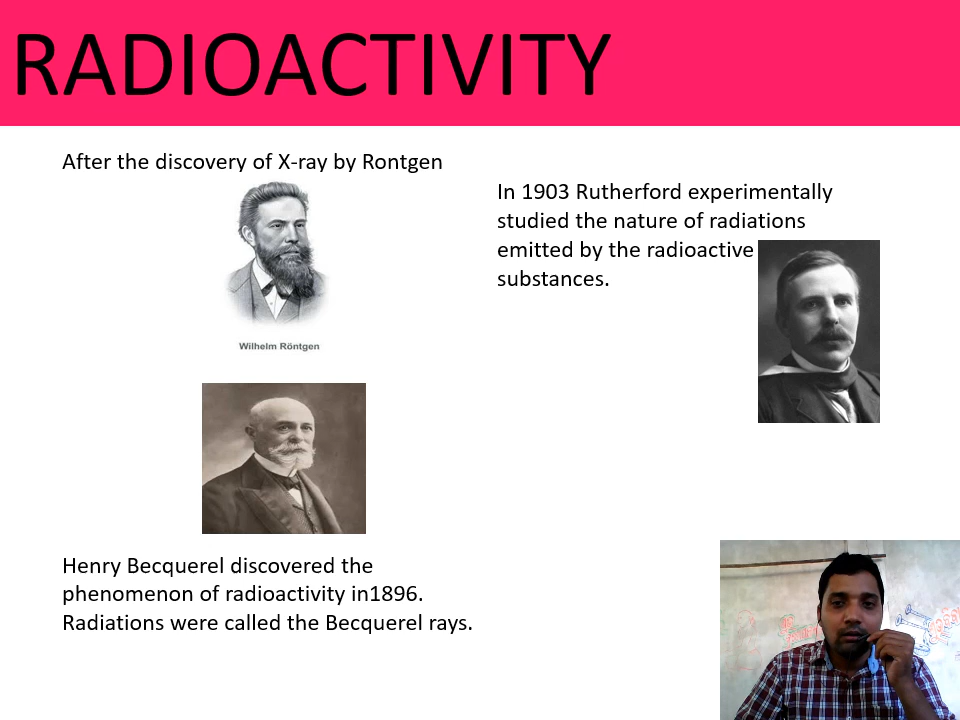 RADIOACTIVITY
After the discovery of X-ray by Rontgen
Wilhelm Röntgen
Henry Becquerel discovered the
phenomenon of radioactivity in1896.
Radiations were called the Becquerel rays.
In 1903 Rutherford experimentally
studied the nature of radiations
emitted by the radioactive
substances.